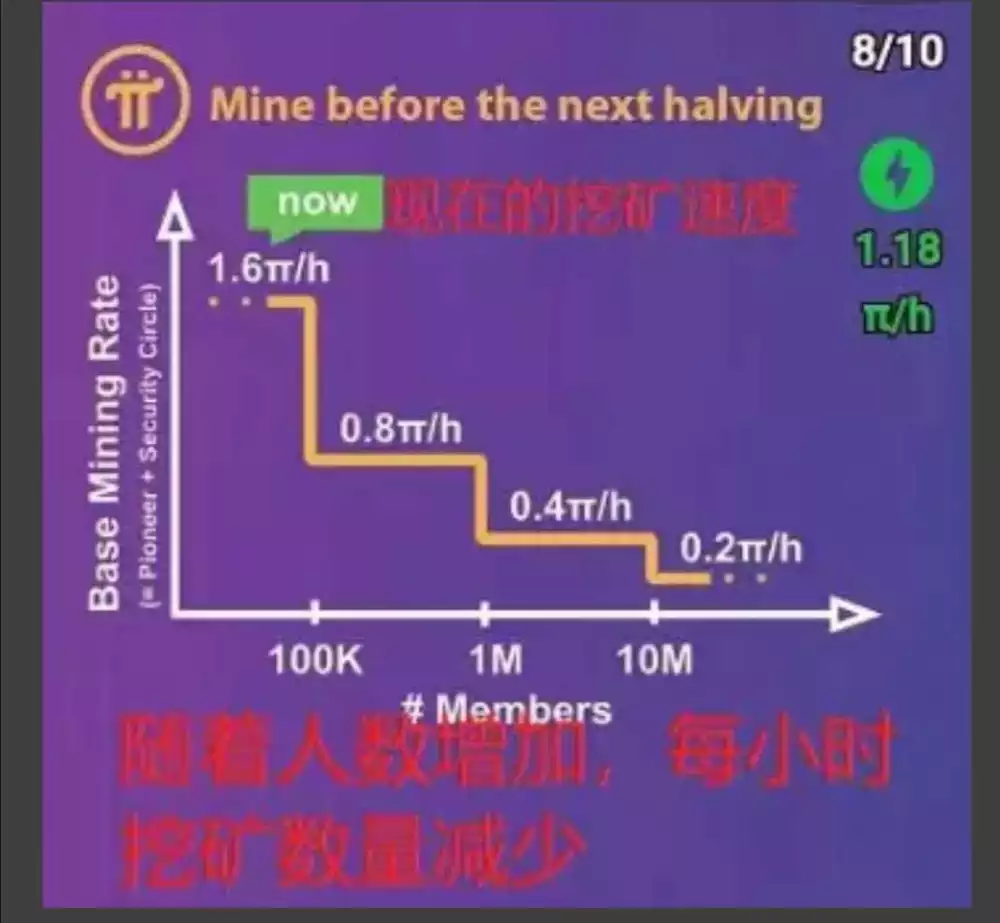 8/10
Mine before the next halving
now 现在的挖矿速度
1.18
π/h
1.6π/h
0.8π/h
0.4π/h
0.2π/h
Base Mining Rate
(= Pioneer + Security Circle)
100K 1M 10M
# Members
随着人数增加，每小时
挖矿数量减少